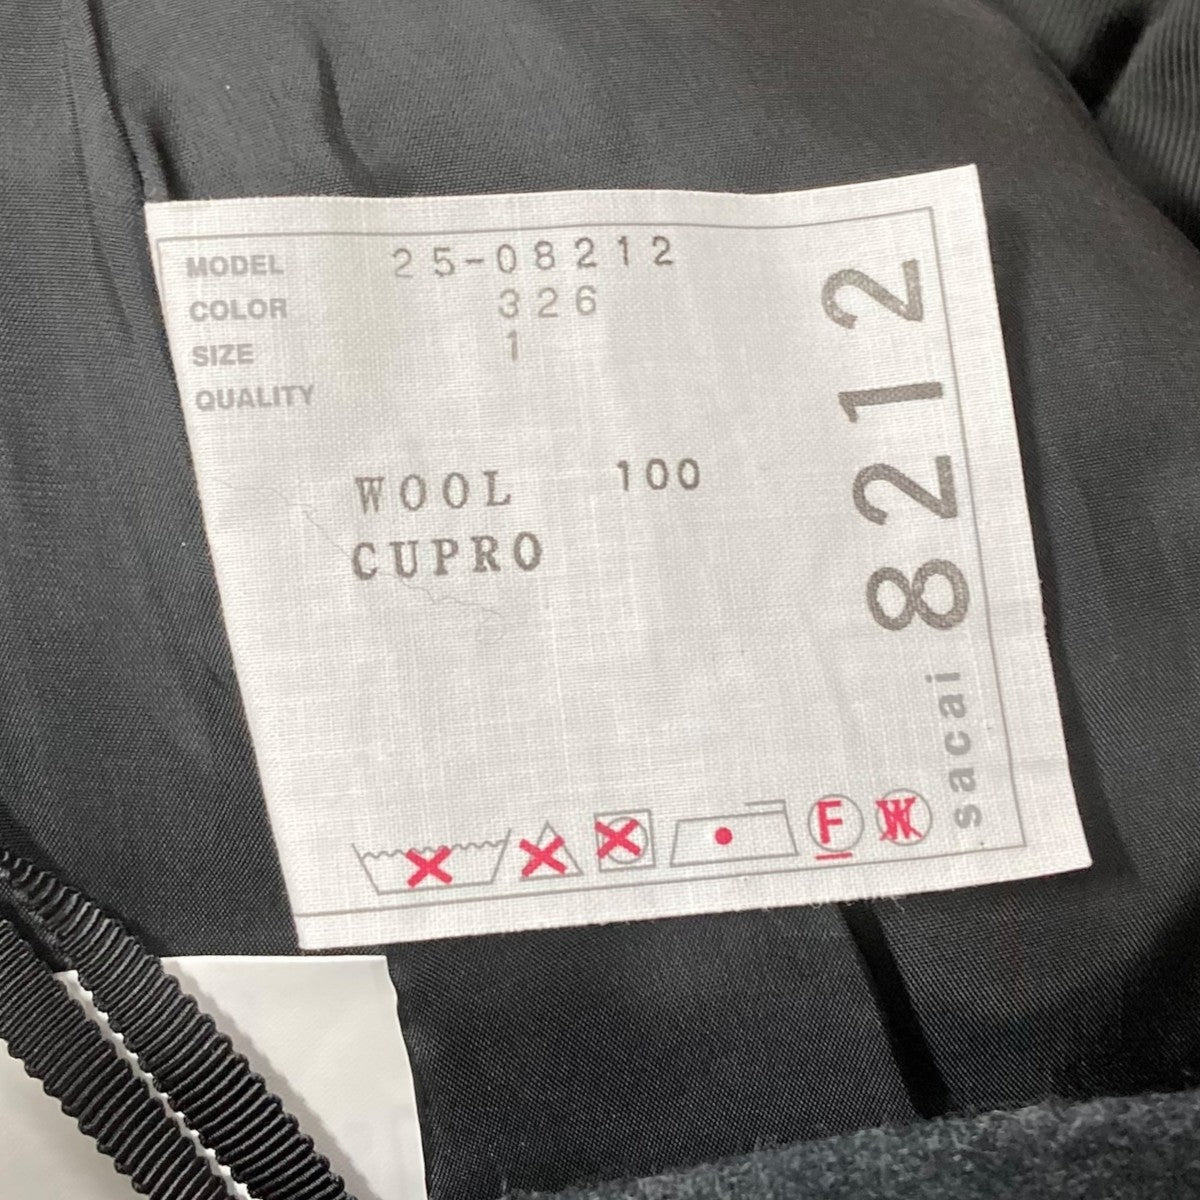 MODEL 25-08212
COLOR 326
SIZE 1
QUALITY
WOOL 100
CUPRO
sacai 8212
F
W